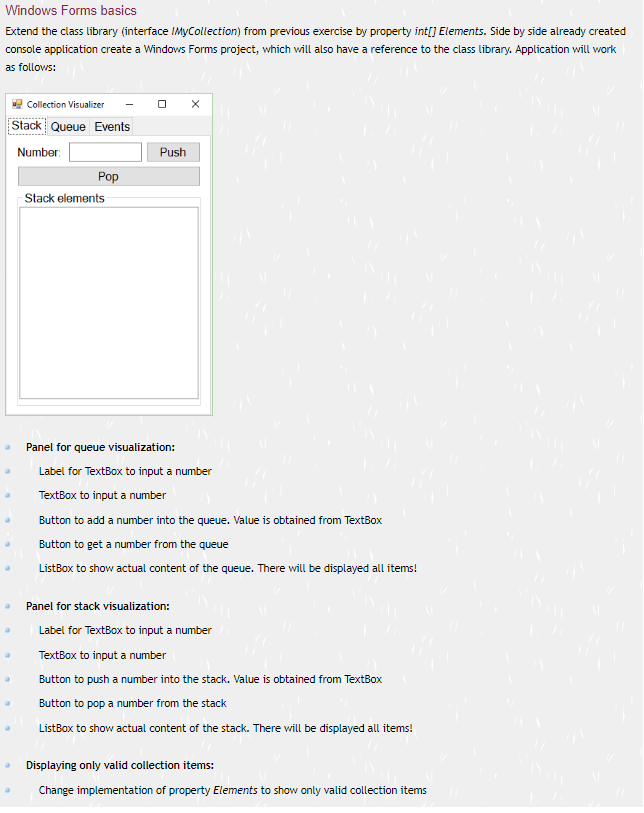 Windows Forms basics
Extend the class library (interface IMyCollection) from previous exercise by property int[] Elements. Side by side already created
console application create a Windows Forms project, which will also have a reference to the class library. Application will work
as follows:
Collection Visualizer
Stack Queue Events
Number: Push
Pop
Stack elements
Panel for queue visualization:
Label for TextBox to input a number
TextBox to input a number
Button to add a number into the queue. Value is obtained from TextBox
Button to get a number from the queue
ListBox to show actual content of the queue. There will be displayed all items!
Panel for stack visualization:
Label for TextBox to input a number
TextBox to input a number
Button to push a number into the stack. Value is obtained from TextBox
Button to pop a number from the stack
ListBox to show actual content of the stack. There will be displayed all items!
Displaying only valid collection items:
Change implementation of property Elements to show only valid collection items